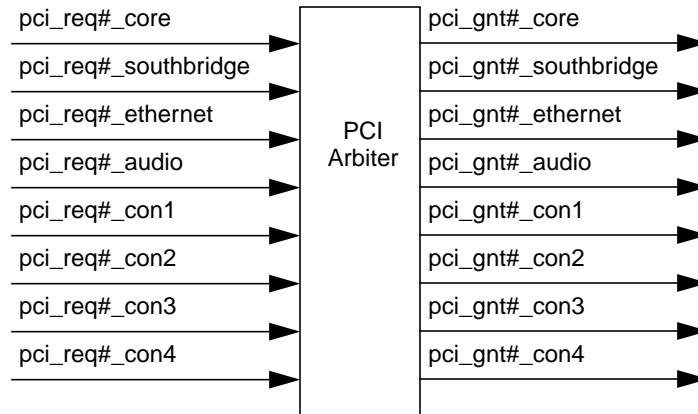 pci_req#_core
pci_gnt#_core
pci_req#_southbridge
pci_gnt#_southbridge
pci_req#_ethernet
pci_gnt#_ethernet
PCI
Arbiter
pci_req#_audio
pci_gnt#_audio
pci_req#_con1
pci_gnt#_con1
pci_req#_con2
pci_gnt#_con2
pci_req#_con3
pci_gnt#_con3
pci_req#_con4
pci_gnt#_con4